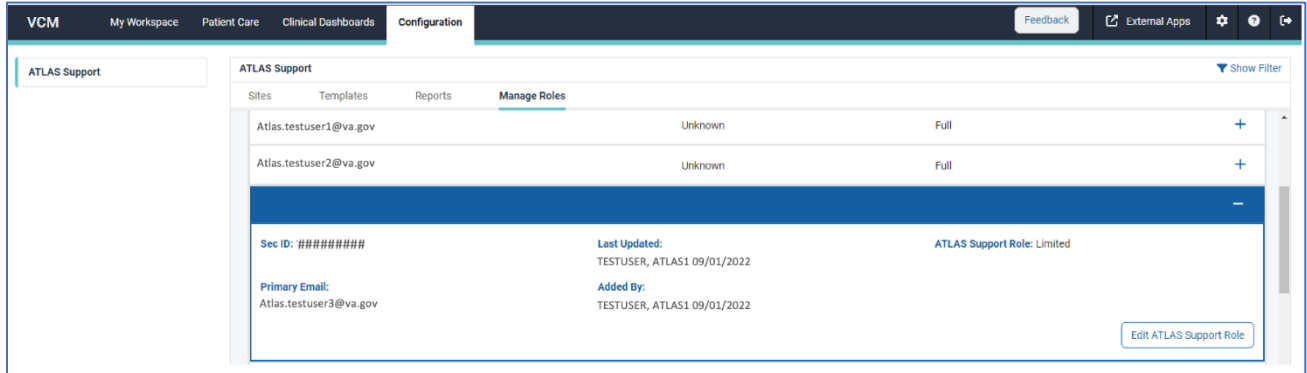 VCM My Workspace Patient Care Clinical Dashboards Configuration Feedback External Apps
ATLAS Support
ATLAS Support Show Filter
Sites Templates Reports Manage Roles
Atlas.testuser1@va.gov Unknown Full +
Atlas.testuser2@va.gov Unknown Full +
Sec ID: ######### Last Updated: ATLAS Support Role: Limited
TESTUSER, ATLAS1 09/01/2022
Primary Email: Added By:
Atlas.testuser3@va.gov TESTUSER, ATLAS1 09/01/2022
Edit ATLAS Support Role